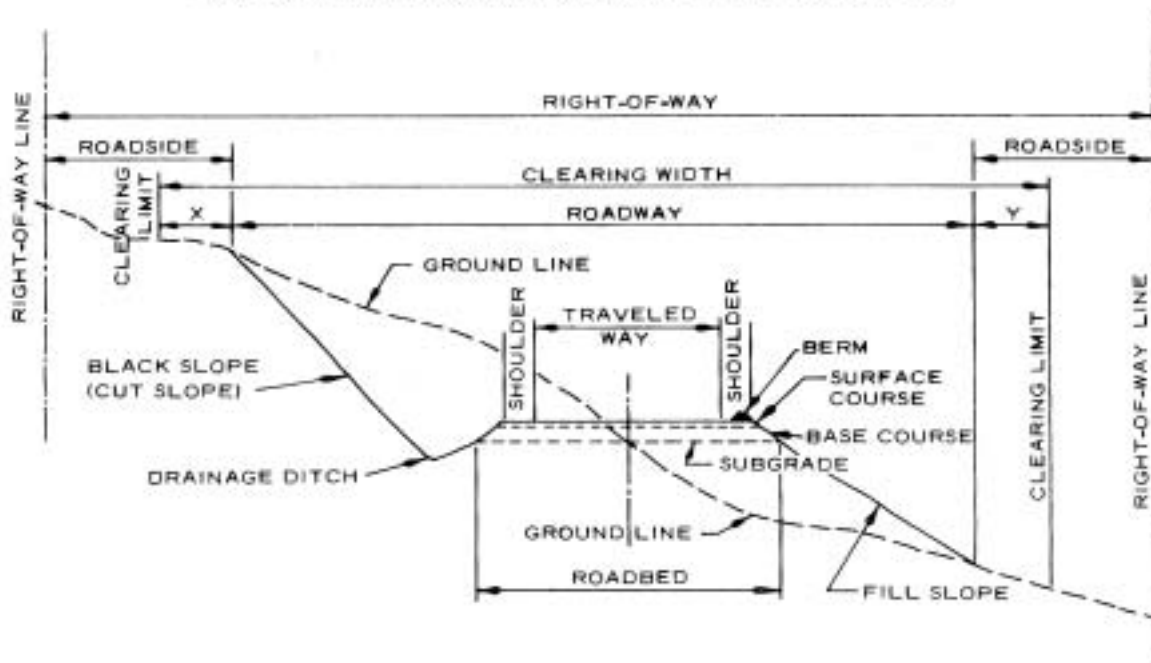 RIGHT-OF-WAY
RIGHT-OF-WAY LINE
ROADSIDE
ROADSIDE
CLEARING WIDTH
CLEARING
LIMIT
X
ROADWAY
Y
GROUND LINE
SHOULDER
TRAVELED
WAY
SHOULDER
BERM
BLACK SLOPE
(CUT SLOPE)
SURFACE
COURSE
BASE COURSE
DRAINAGE DITCH
SUBGRADE
GROUND LINE
ROADBED
FILL SLOPE
CLEARING LIMIT
RIGHT-OF-WAY LINE